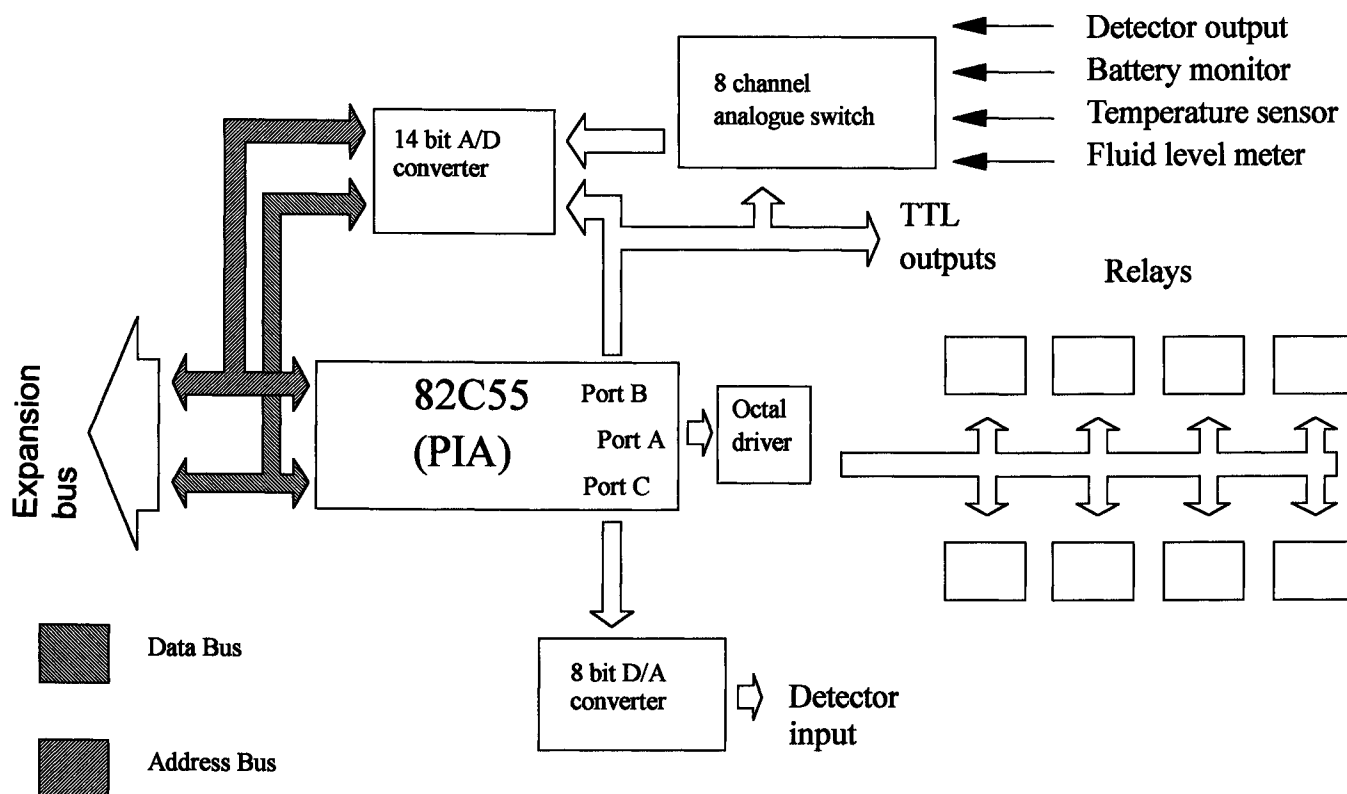 Detector output
Battery monitor
Temperature sensor
Fluid level meter
8 channel
analogue switch
14 bit A/D
converter
TTL
outputs
Relays
Expansion
bus
82C55
(PIA)
Port B
Port A
Port C
Octal
driver
8 bit D/A
converter
Detector
input
Data Bus
Address Bus